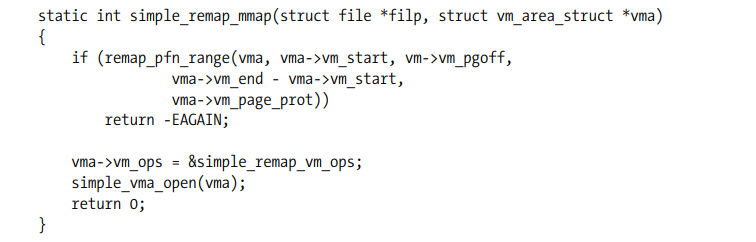 static int simple_remap_mmap(struct file *filp, struct vm_area_struct *vma)
{
    if (remap_pfn_range(vma, vma->vm_start, vm->vm_pgoff,
                vma->vm_end - vma->vm_start,
                vma->vm_page_prot))
        return -EAGAIN;

    vma->vm_ops = &simple_remap_vm_ops;
    simple_vma_open(vma);
    return 0;
}